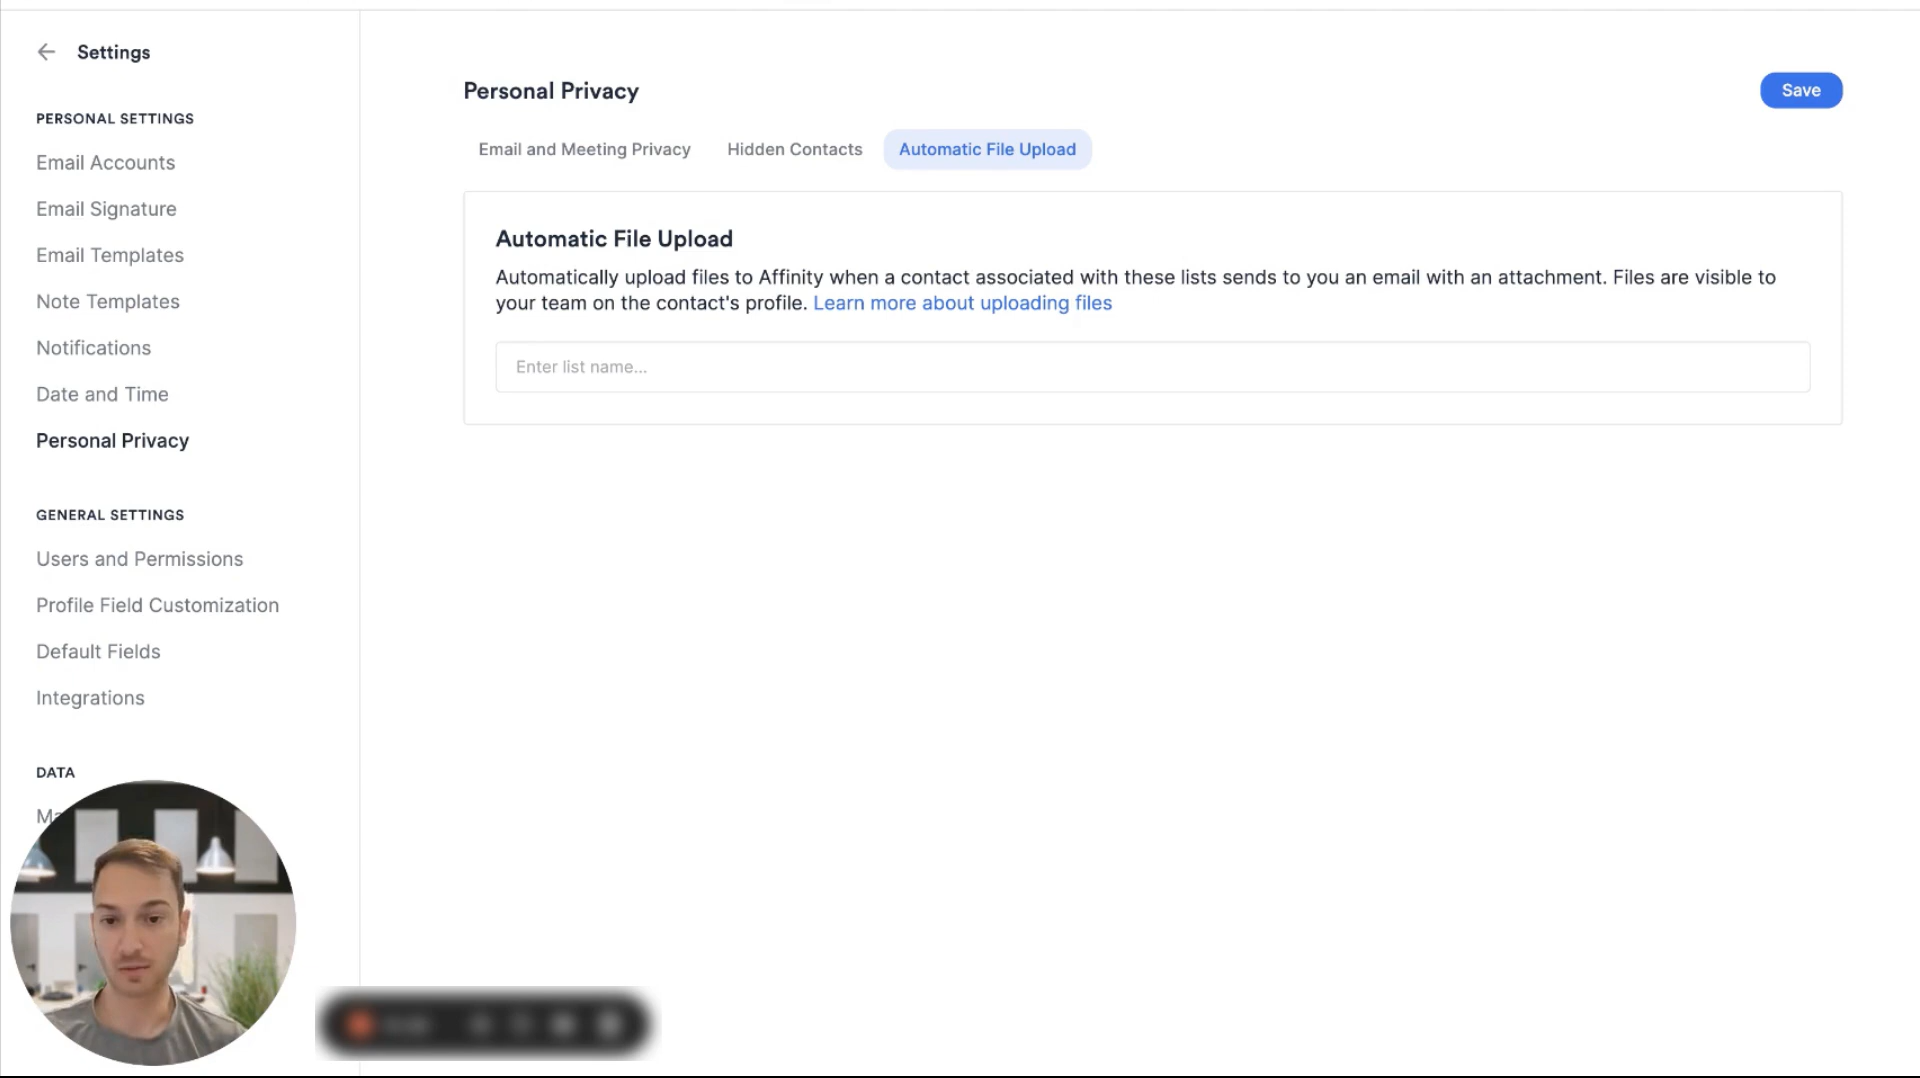 Settings
PERSONAL SETTINGS
Email Accounts
Email Signature
Email Templates
Note Templates
Notifications
Date and Time
Personal Privacy
GENERAL SETTINGS
Users and Permissions
Profile Field Customization
Default Fields
Integrations
DATA
Personal Privacy
Save
Email and Meeting Privacy
Hidden Contacts
Automatic File Upload
Automatic File Upload
Automatically upload files to Affinity when a contact associated with these lists sends to you an email with an attachment. Files are visible to
your team on the contact's profile. Learn more about uploading files
Enter list name...